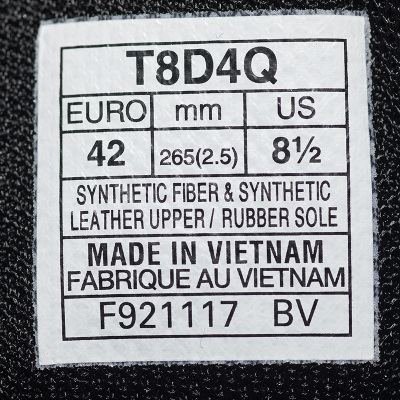 T8D4Q
EURO mm US
42 265(2.5) 8½
SYNTHETIC FIBER & SYNTHETIC
LEATHER UPPER / RUBBER SOLE
MADE IN VIETNAM
FABRIQUE AU VIETNAM
F921117 BV